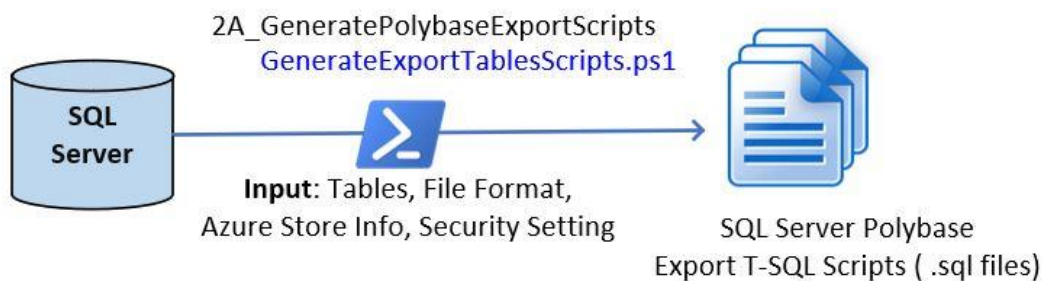 2A_GeneratePolybaseExportScripts
GenerateExportTablesScripts.ps1
SQL
Server
Input: Tables, File Format,
Azure Store Info, Security Setting
SQL Server Polybase
Export T-SQL Scripts ( .sql files)